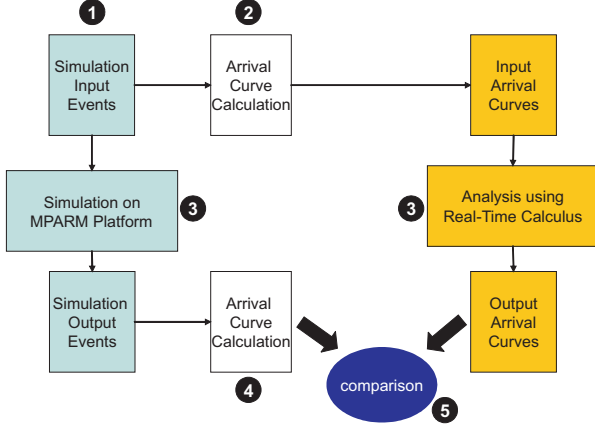 1
2
Simulation
Input
Events
Arrival
Curve
Calculation
Input
Arrival
Curves
Simulation on
MPARM Platform
3
3
Analysis using
Real-Time Calculus
Simulation
Output
Events
Arrival
Curve
Calculation
Output
Arrival
Curves
comparison
4
5